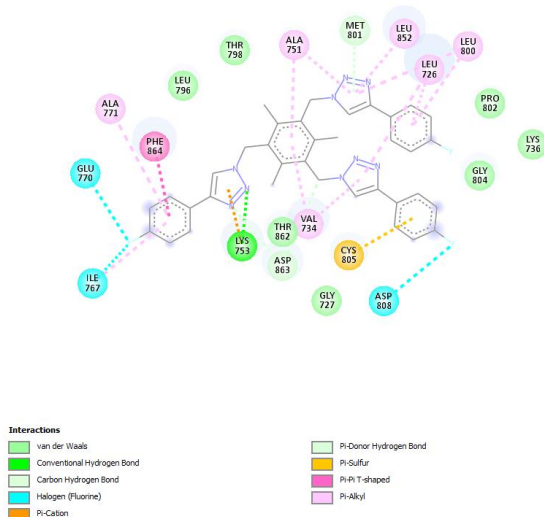 MET
801
LEU
852
ALA
751
LEU
800
THR
798
LEU
726
LEU
796
PRO
802
ALA
771
LYS
736
PHE
864
GLU
770
GLY
804
N
N
N
N
N
N
N
N
N
VAL
734
THR
862
LYS
753
CYS
805
ASP
863
ILE
767
GLY
727
ASP
808
Interactions
van der Waals
Conventional Hydrogen Bond
Carbon Hydrogen Bond
Halogen (Fluorine)
Pi-Cation
Pi-Donor Hydrogen Bond
Pi-Sulfur
Pi-Pi T-shaped
Pi-Alkyl